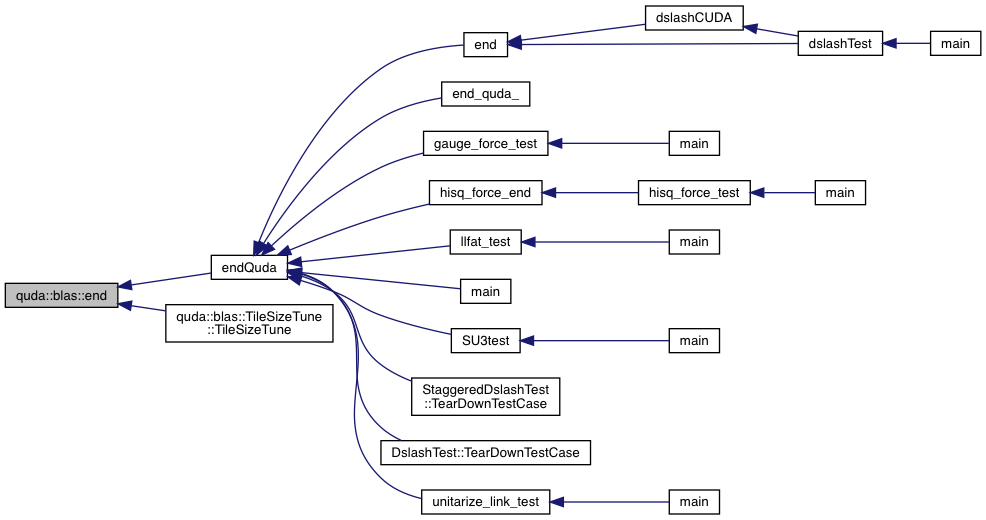 dslashCUDA
end
dslashTest
main
end_quda_
gauge_force_test
main
hisq_force_end
hisq_force_test
main
llfat_test
main
endQuda
quda::blas::end
main
quda::blas::TileSizeTune
::TileSizeTune
SU3test
main
StaggeredDslashTest
::TearDownTestCase
DslashTest::TearDownTestCase
unitarize_link_test
main